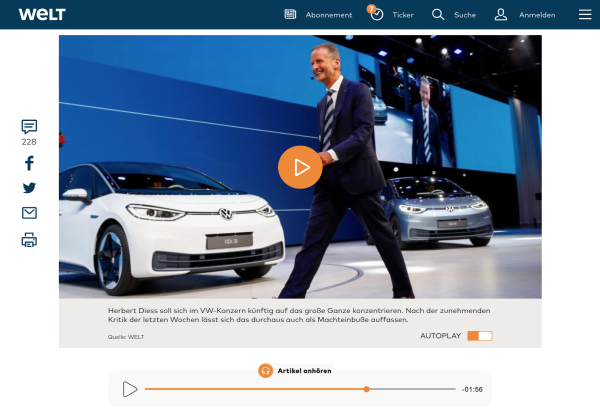 WELT
Abonnement
7
Ticker
Suche
Anmelden
228
Herbert Diess soll sich im VW-Konzern künftig auf das große Ganze konzentrieren. Nach der zunehmenden
Kritik der letzten Wochen lässt sich das durchaus auch als Machteinbuße auffassen.
Quelle: WELT
AUTOPLAY
Artikel anhören
-01:56